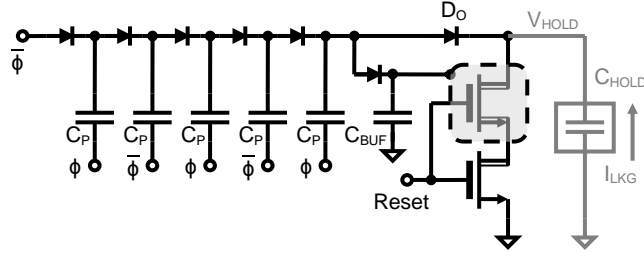 D_O
V_HOLD
ϕ̅
C_HOLD
C_P C_P C_P C_P C_P C_BUF
ϕ ϕ̅ ϕ ϕ̅ ϕ
I_LKG
Reset